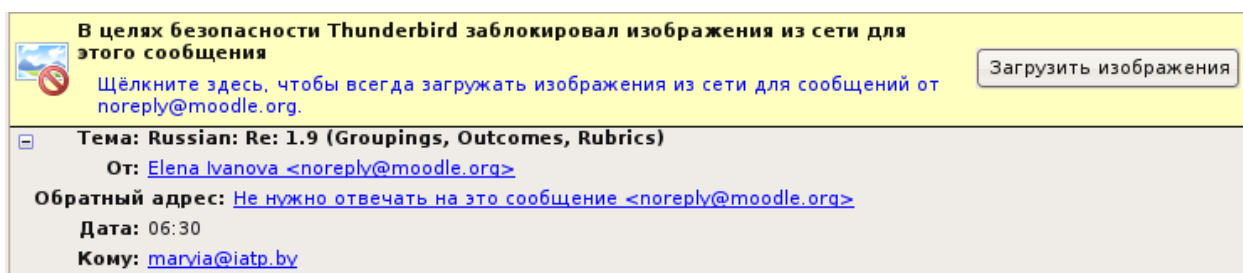 В целях безопасности Thunderbird заблокировал изображения из сети для
этого сообщения
Загрузить изображения
Щёлкните здесь, чтобы всегда загружать изображения из сети для сообщений от
noreply@moodle.org.
Тема: Russian: Re: 1.9 (Groupings, Outcomes, Rubrics)
От: Elena Ivanova <noreply@moodle.org>
Обратный адрес: Не нужно отвечать на это сообщение <noreply@moodle.org>
Дата: 06:30
Кому: maryia@iatp.by